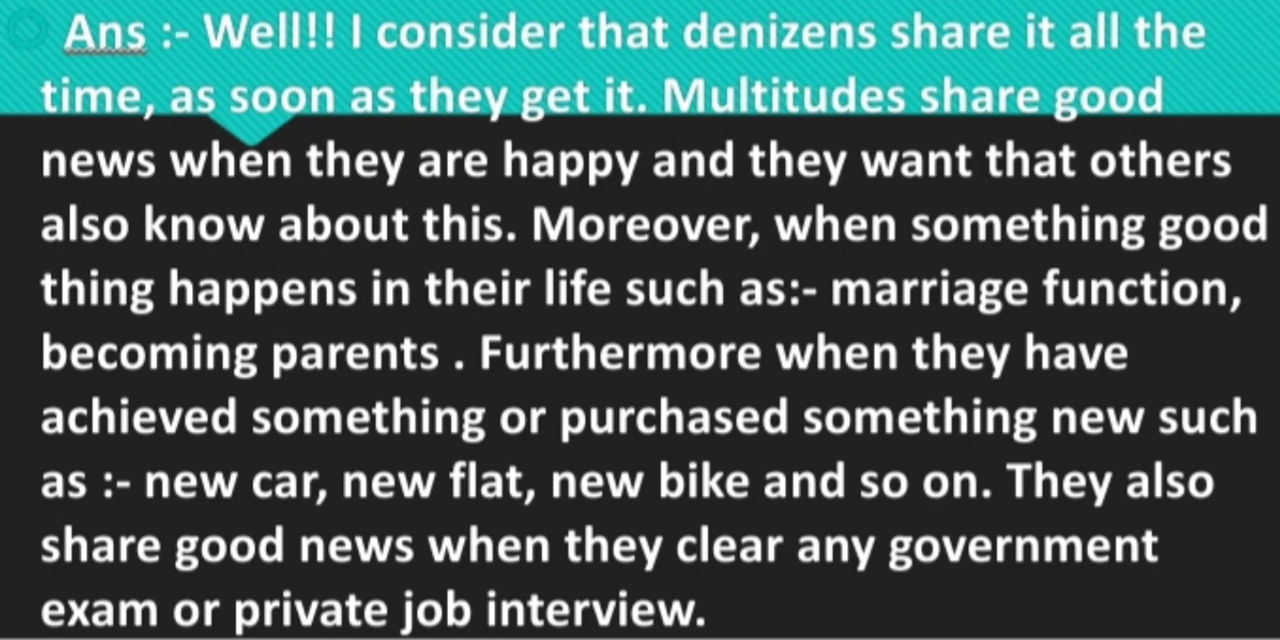 Ans :- Well!! I consider that denizens share it all the
time, as soon as they get it. Multitudes share good
news when they are happy and they want that others
also know about this. Moreover, when something good
thing happens in their life such as:- marriage function,
becoming parents . Furthermore when they have
achieved something or purchased something new such
as :- new car, new flat, new bike and so on. They also
share good news when they clear any government
exam or private job interview.